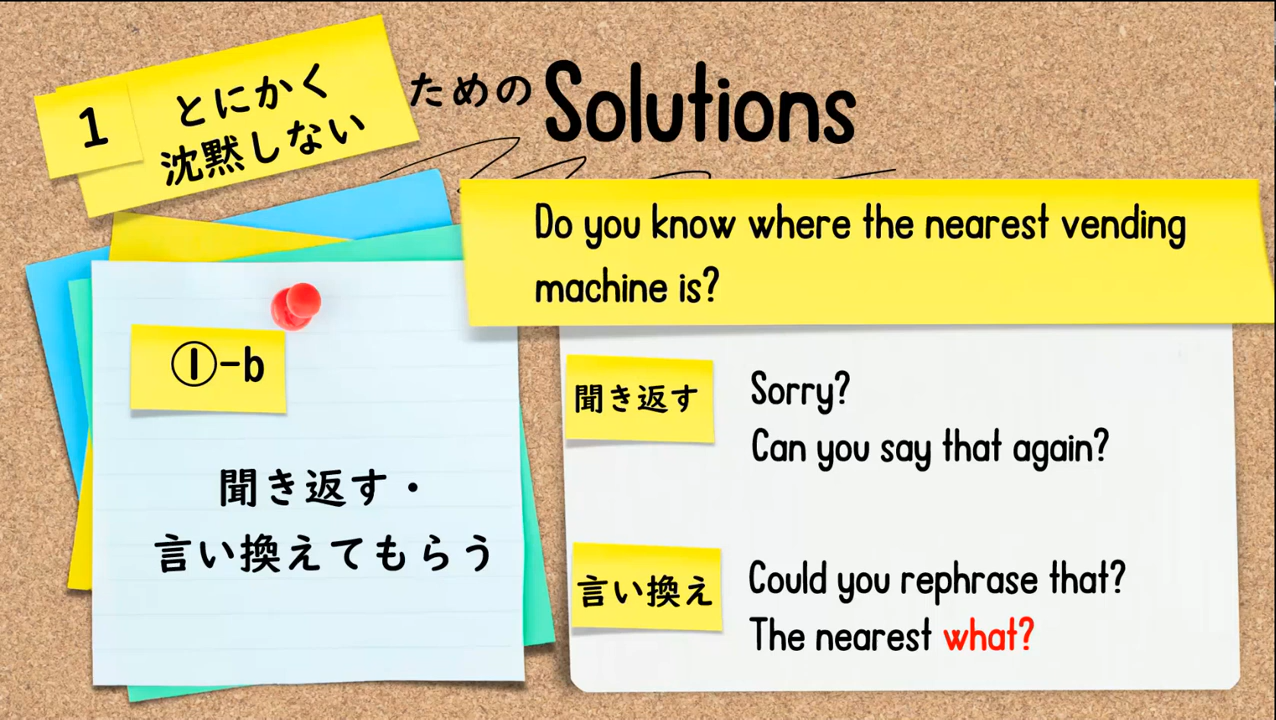 1
とにかく
沈黙しない
ための Solutions
Do you know where the nearest vending
machine is?
①-b
聞き返す・
言い換えてもらう
聞き返す
Sorry?
Can you say that again?
言い換え
Could you rephrase that?
The nearest what?